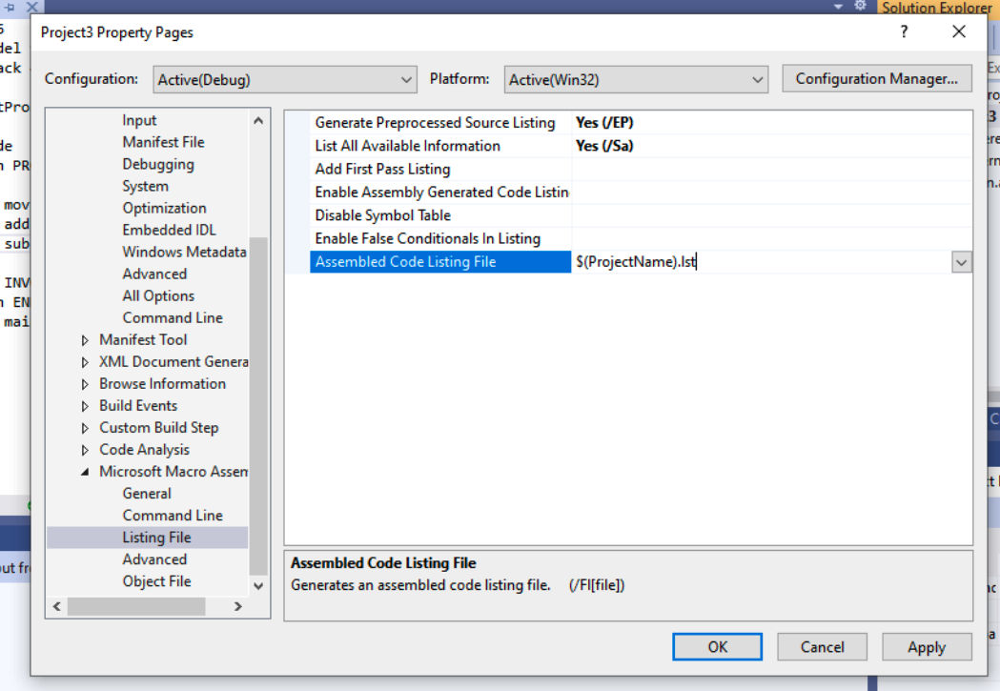 Solution Explorer
Project3 Property Pages
?
Configuration: Active(Debug) Platform: Active(Win32) Configuration Manager...
Input
Manifest File
Debugging
System
Optimization
Embedded IDL
Windows Metadata
Advanced
All Options
Command Line
Manifest Tool
XML Document Genera
Browse Information
Build Events
Custom Build Step
Code Analysis
Microsoft Macro Assem
General
Command Line
Listing File
Advanced
Object File
Generate Preprocessed Source Listing Yes (/EP)
List All Available Information Yes (/Sa)
Add First Pass Listing
Enable Assembly Generated Code Listin
Disable Symbol Table
Enable False Conditionals In Listing
Assembled Code Listing File $(ProjectName).lst
Assembled Code Listing File
Generates an assembled code listing file. (/Fl[file])
OK Cancel Apply
mov
add
sub